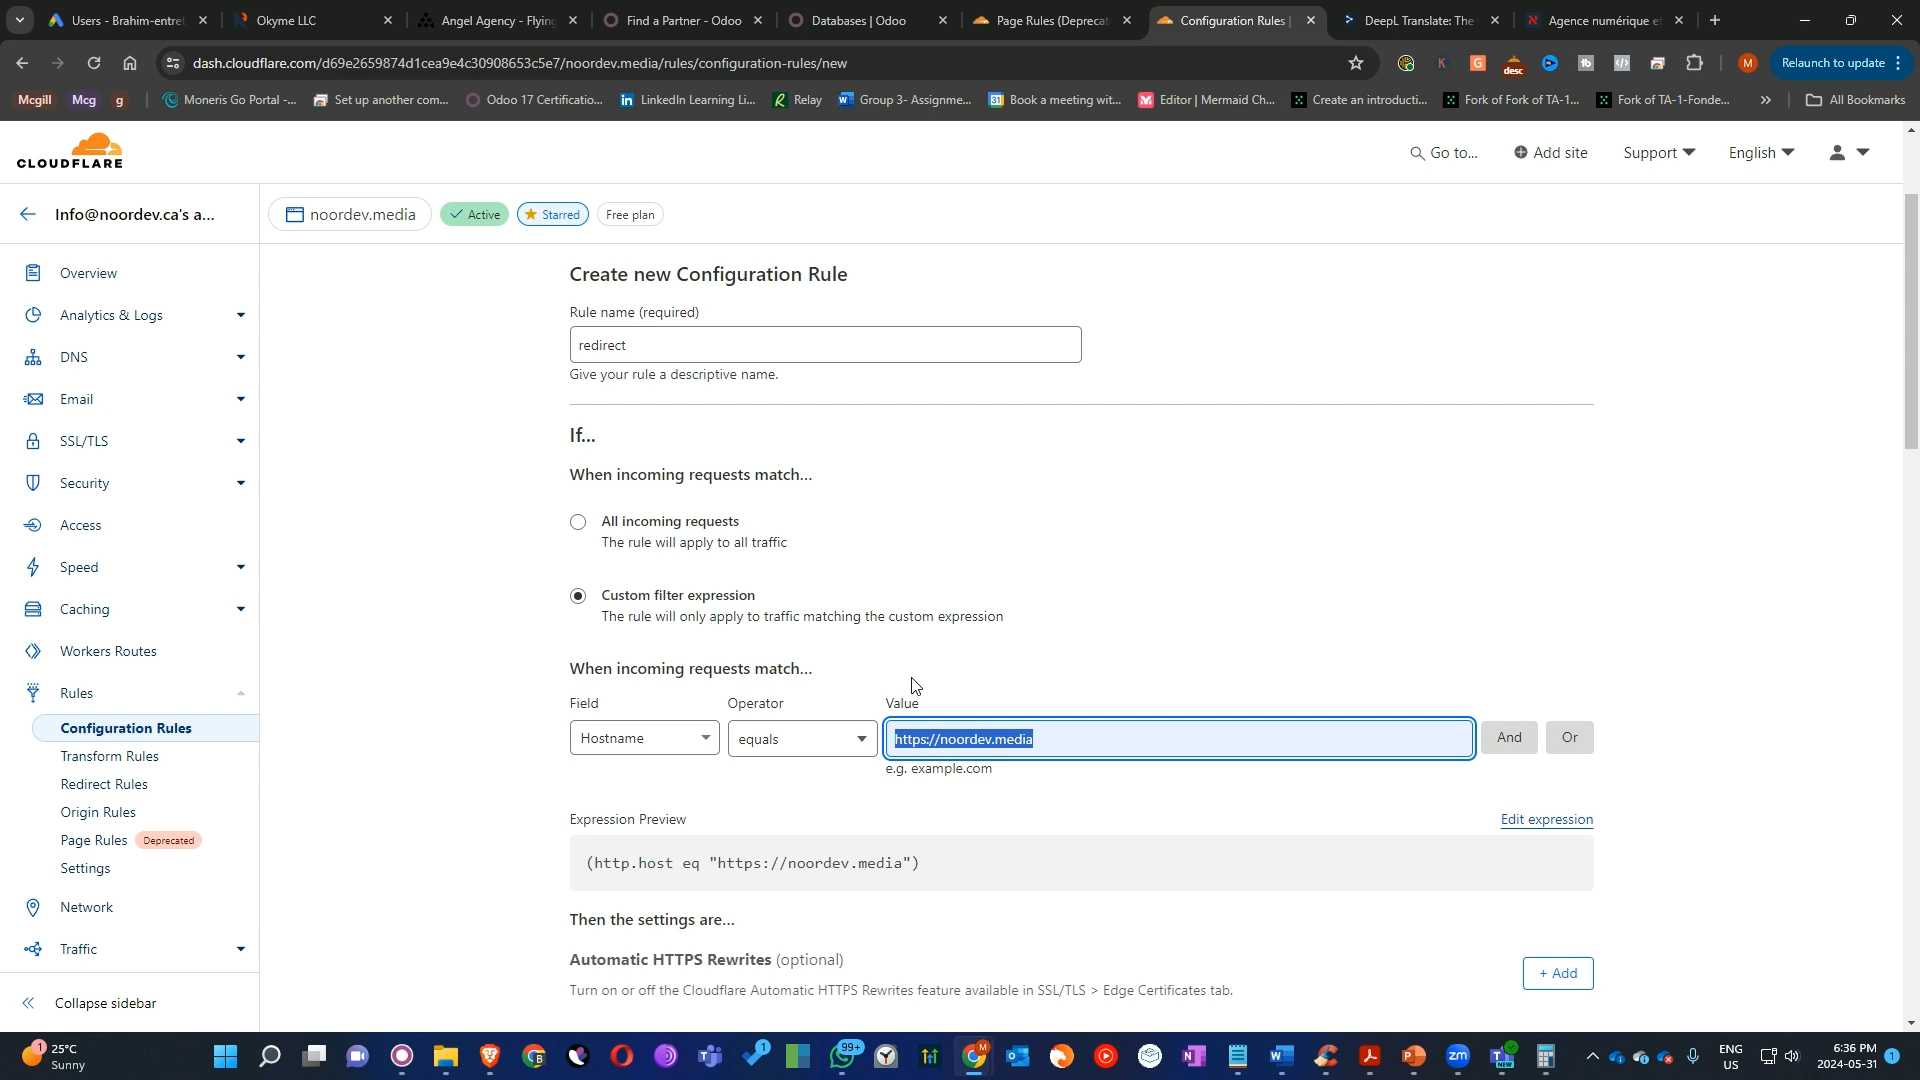 Users - Brahim-entre
Okyme LLC
Angel Agency - Flyin
Find a Partner - Odoo
Databases | Odoo
Page Rules (Deprecat
Configuration Rules |
DeepL Translate: The
Agence numérique e
dash.cloudflare.com/d69e2659874d1cea9e4c30908653c5e7/noordev.media/rules/configuration-rules/new
desc
M
Relaunch to update
Mcgill
Mcg
g
Moneris Go Portal -...
Set up another com...
Odoo 17 Certificatio...
LinkedIn Learning Li...
Relay
Group 3- Assignme...
Book a meeting wit...
Editor | Mermaid Ch...
Create an introducti...
Fork of Fork of TA-1...
Fork of TA-1-Fonde...
All Bookmarks
CLOUDFLARE
Go to...
Add site
Support
English
Info@noordev.ca's a...
noordev.media
Active
Starred
Free plan
Overview
Analytics & Logs
DNS
Email
SSL/TLS
Security
Access
Speed
Caching
Workers Routes
Rules
Configuration Rules
Transform Rules
Redirect Rules
Origin Rules
Page Rules Deprecated
Settings
Network
Traffic
Collapse sidebar
Create new Configuration Rule
Rule name (required)
redirect
Give your rule a descriptive name.
If...
When incoming requests match...
All incoming requests
The rule will apply to all traffic
Custom filter expression
The rule will only apply to traffic matching the custom expression
When incoming requests match...
Field
Operator
Value
Hostname
equals
https://noordev.media
And
Or
e.g. example.com
Expression Preview
Edit expression
(http.host eq "https://noordev.media")
Then the settings are...
Automatic HTTPS Rewrites (optional)
Turn on or off the Cloudflare Automatic HTTPS Rewrites feature available in SSL/TLS > Edge Certificates tab.
+ Add
1
25°C
Sunny
1
99+
M
zm
NEW
ENG
US
6:36 PM
2024-05-31
1